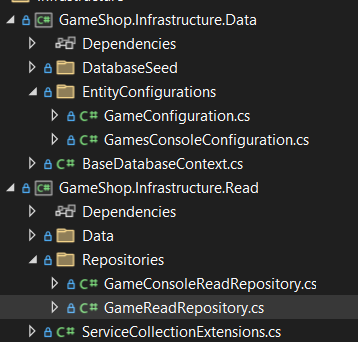 GameShop.Infrastructure.Data
Dependencies
DatabaseSeed
EntityConfigurations
C# GameConfiguration.cs
C# GamesConsoleConfiguration.cs
C# BaseDatabaseContext.cs
GameShop.Infrastructure.Read
Dependencies
Data
Repositories
C# GameConsoleReadRepository.cs
C# GameReadRepository.cs
C# ServiceCollectionExtensions.cs